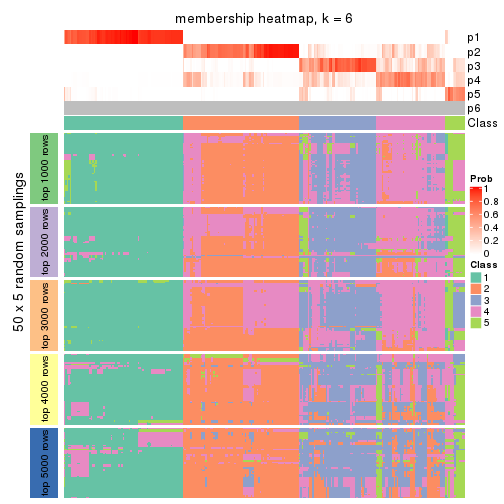 membership heatmap, k = 6
p1
p2
p3
p4
p5
p6
Class
50 x 5 random samplings
top 1000 rows
top 2000 rows
top 3000 rows
top 4000 rows
top 5000 rows
Prob
1
0.8
0.6
0.4
0.2
0
Class
1
2
3
4
5